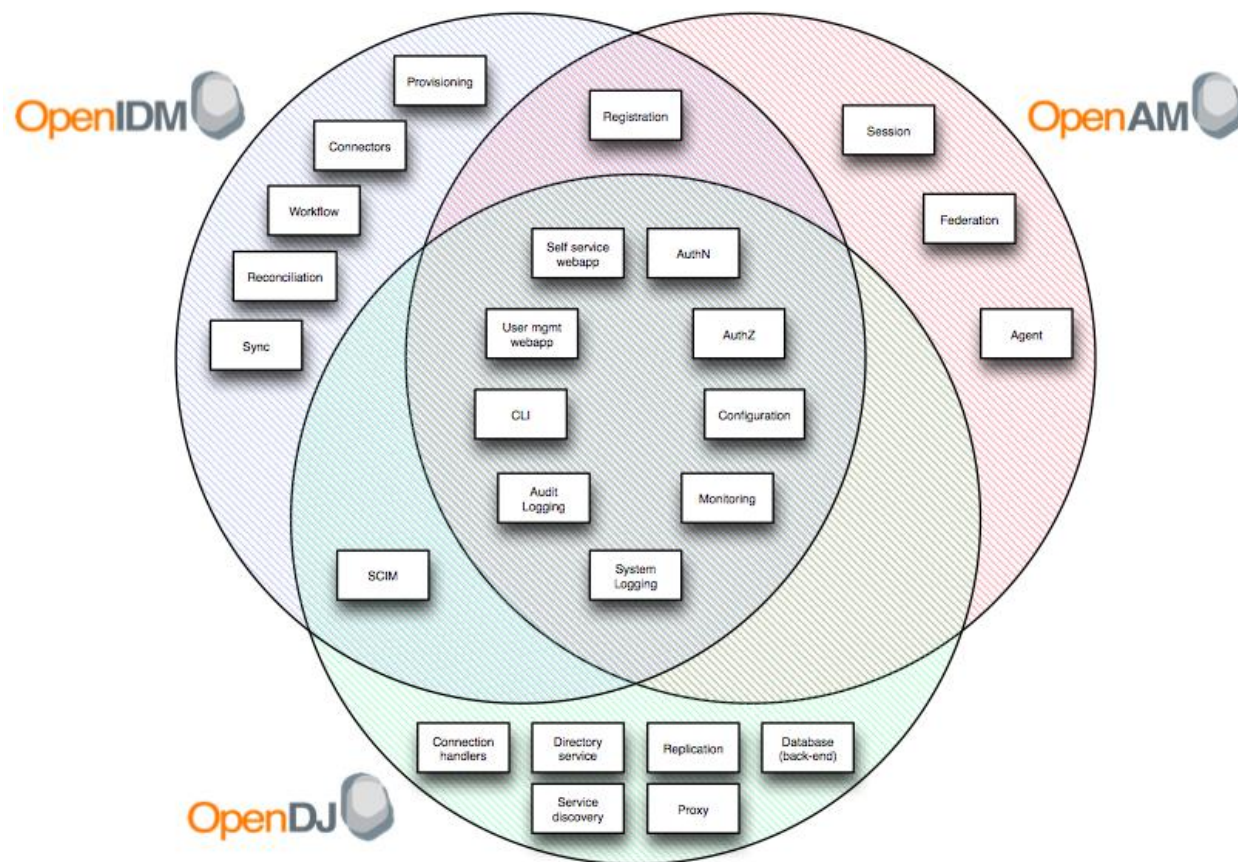 Provisioning
OpenIDM
OpenAM
Registration
Session
Connectors
Workflow
Federation
Self service
webapp
AuthN
Reconciliation
User mgmt
webapp
AuthZ
Agent
Sync
CLI
Configuration
Audit
Logging
Monitoring
SCIM
System
Logging
Connection
handlers
Directory
service
Replication
Database
(back-end)
Service
discovery
Proxy
OpenDJ